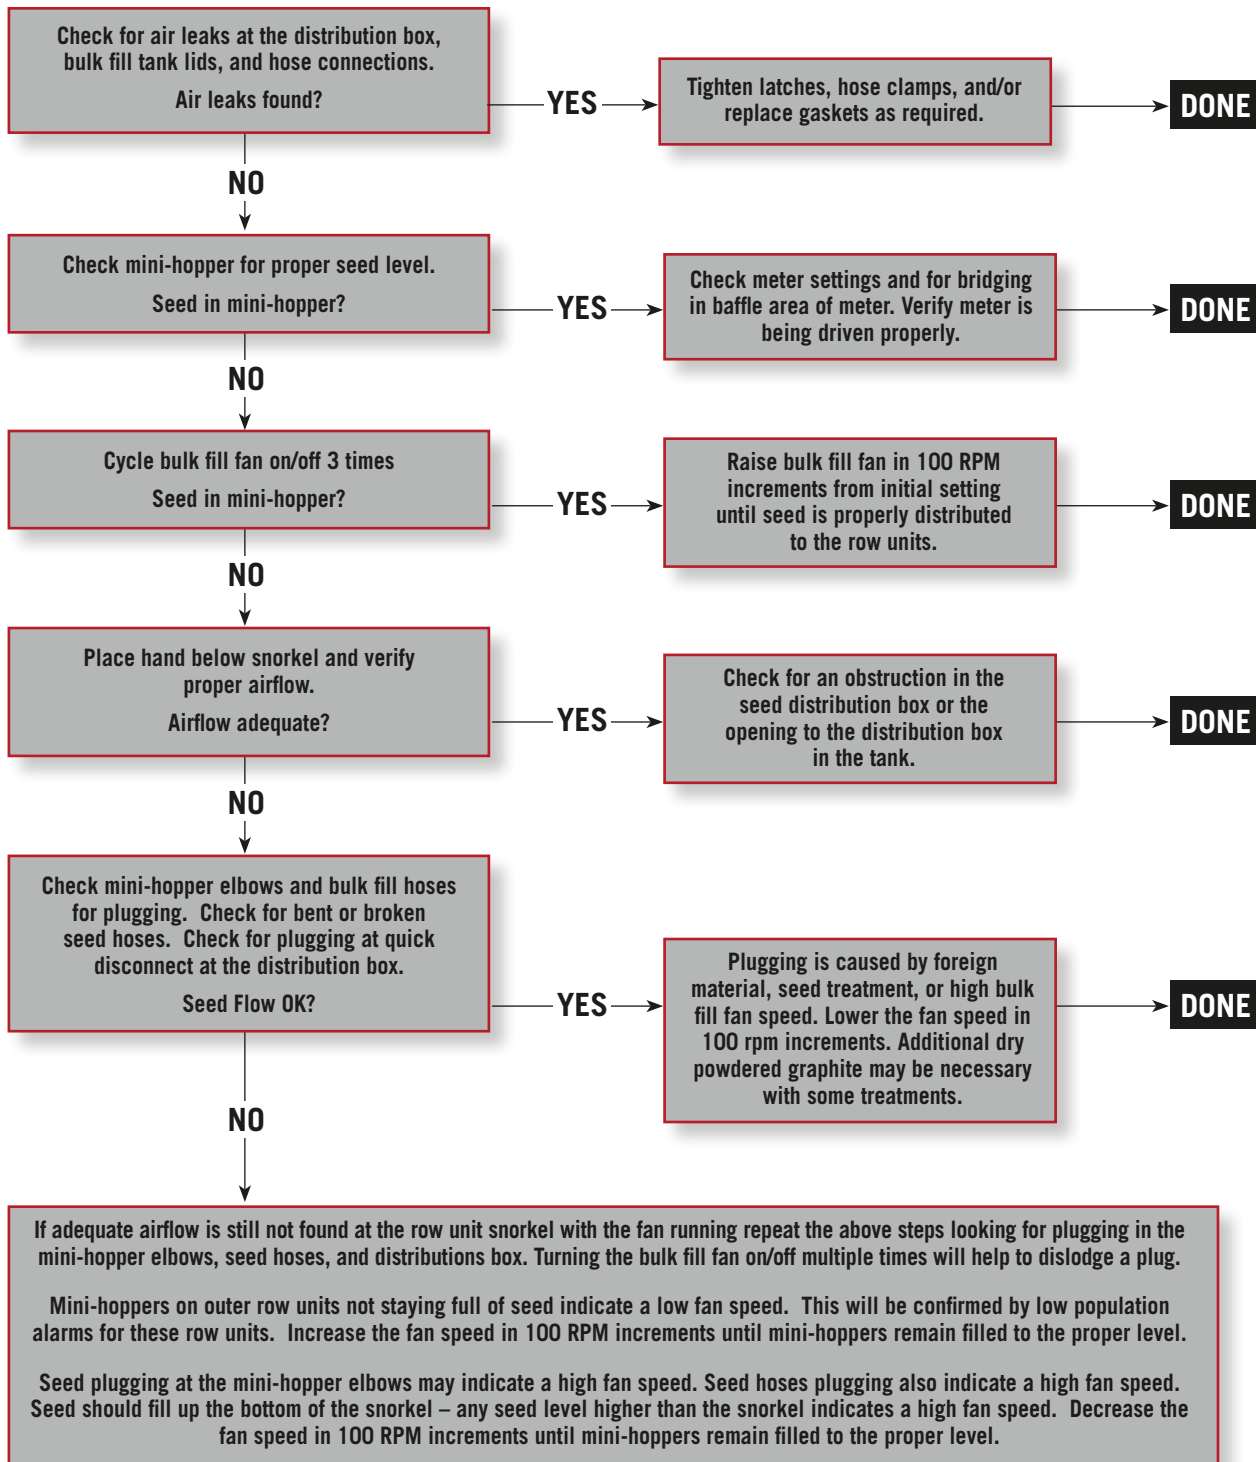 Check for air leaks at the distribution box,
bulk fill tank lids, and hose connections.
Air leaks found?
YES
Tighten latches, hose clamps, and/or
replace gaskets as required.
DONE
NO
Check mini-hopper for proper seed level.
Seed in mini-hopper?
YES
Check meter settings and for bridging
in baffle area of meter. Verify meter is
being driven properly.
DONE
NO
Cycle bulk fill fan on/off 3 times
Seed in mini-hopper?
YES
Raise bulk fill fan in 100 RPM
increments from initial setting
until seed is properly distributed
to the row units.
DONE
NO
Place hand below snorkel and verify
proper airflow.
Airflow adequate?
YES
Check for an obstruction in the
seed distribution box or the
opening to the distribution box
in the tank.
DONE
NO
Check mini-hopper elbows and bulk fill hoses
for plugging. Check for bent or broken
seed hoses. Check for plugging at quick
disconnect at the distribution box.
Seed Flow OK?
YES
Plugging is caused by foreign
material, seed treatment, or high bulk
fill fan speed. Lower the fan speed in
100 rpm increments. Additional dry
powdered graphite may be necessary
with some treatments.
DONE
NO
If adequate airflow is still not found at the row unit snorkel with the fan running repeat the above steps looking for plugging in the
mini-hopper elbows, seed hoses, and distributions box. Turning the bulk fill fan on/off multiple times will help to dislodge a plug.
Mini-hoppers on outer row units not staying full of seed indicate a low fan speed. This will be confirmed by low population
alarms for these row units. Increase the fan speed in 100 RPM increments until mini-hoppers remain filled to the proper level.
Seed plugging at the mini-hopper elbows may indicate a high fan speed. Seed hoses plugging also indicate a high fan speed.
Seed should fill up the bottom of the snorkel – any seed level higher than the snorkel indicates a high fan speed. Decrease the
fan speed in 100 RPM increments until mini-hoppers remain filled to the proper level.